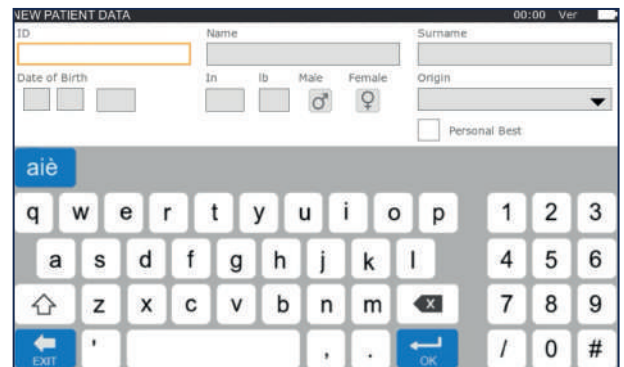 NEW PATIENT DATA 00:00 Ver
ID Name Surname
Date of Birth In lb Male Female Origin
Personal Best
aiè
q w e r t y u i o p 1 2 3
a s d f g h j k l 4 5 6
z x c v b n m x 7 8 9
EXIT ' , . OK / 0 #